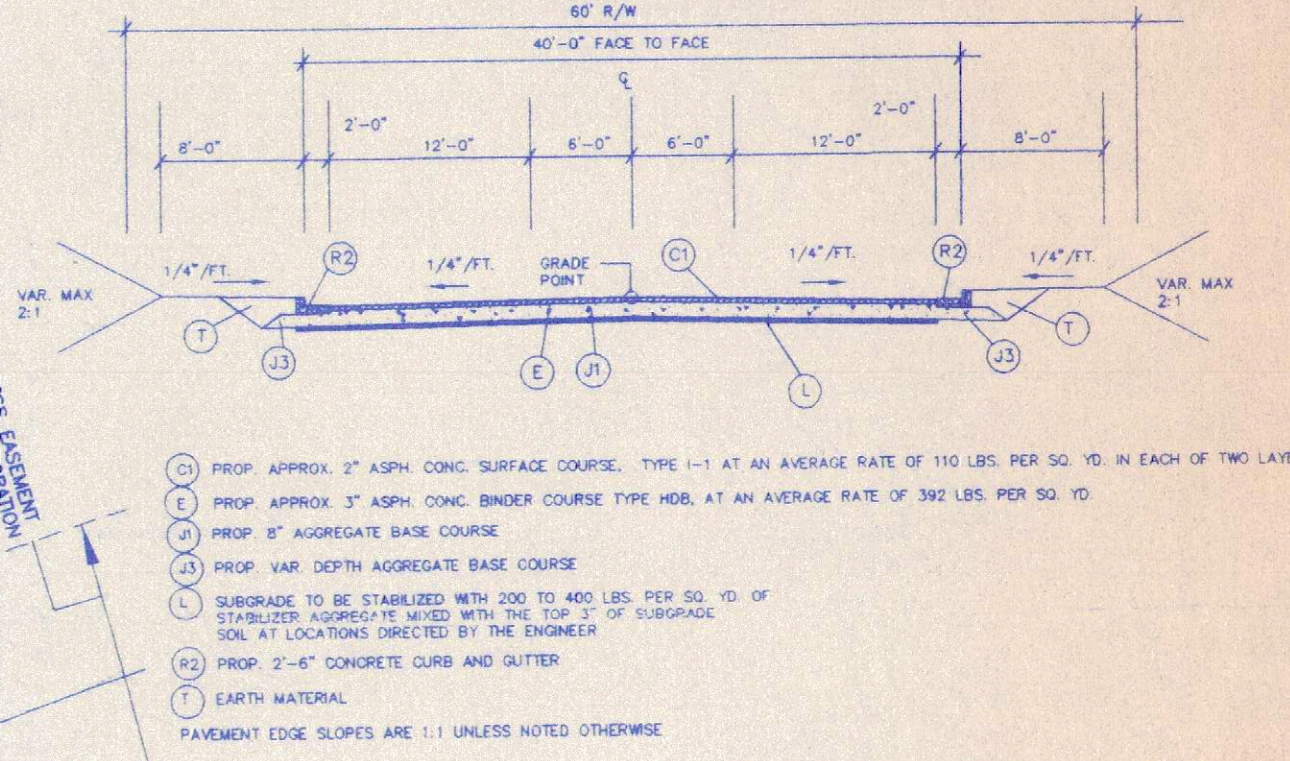 60' R/W
40'-0" FACE TO FACE
℄
8'-0" 2'-0" 12'-0" 6'-0" 6'-0" 12'-0" 2'-0" 8'-0"
1/4"/FT. R2 1/4"/FT. GRADE POINT C1 1/4"/FT. R2 1/4"/FT.
VAR. MAX
2:1
VAR. MAX
2:1
T J3 E J1 L J3 T
EASEMENT
C1 PROP. APPROX. 2" ASPH. CONC. SURFACE COURSE, TYPE I-1 AT AN AVERAGE RATE OF 110 LBS. PER SQ. YD. IN EACH OF TWO
E PROP. APPROX. 3" ASPH. CONC. BINDER COURSE TYPE HDB, AT AN AVERAGE RATE OF 392 LBS. PER SQ. YD.
J1 PROP. 8" AGGREGATE BASE COURSE
J3 PROP. VAR. DEPTH AGGREGATE BASE COURSE
L SUBGRADE TO BE STABILIZED WITH 200 TO 400 LBS. PER SQ. YD. OF
STABILIZER AGGREGATE MIXED WITH THE TOP 3" OF SUBGRADE
SOIL AT LOCATIONS DIRECTED BY THE ENGINEER
R2 PROP. 2'-6" CONCRETE CURB AND GUTTER
T EARTH MATERIAL
PAVEMENT EDGE SLOPES ARE 1:1 UNLESS NOTED OTHERWISE